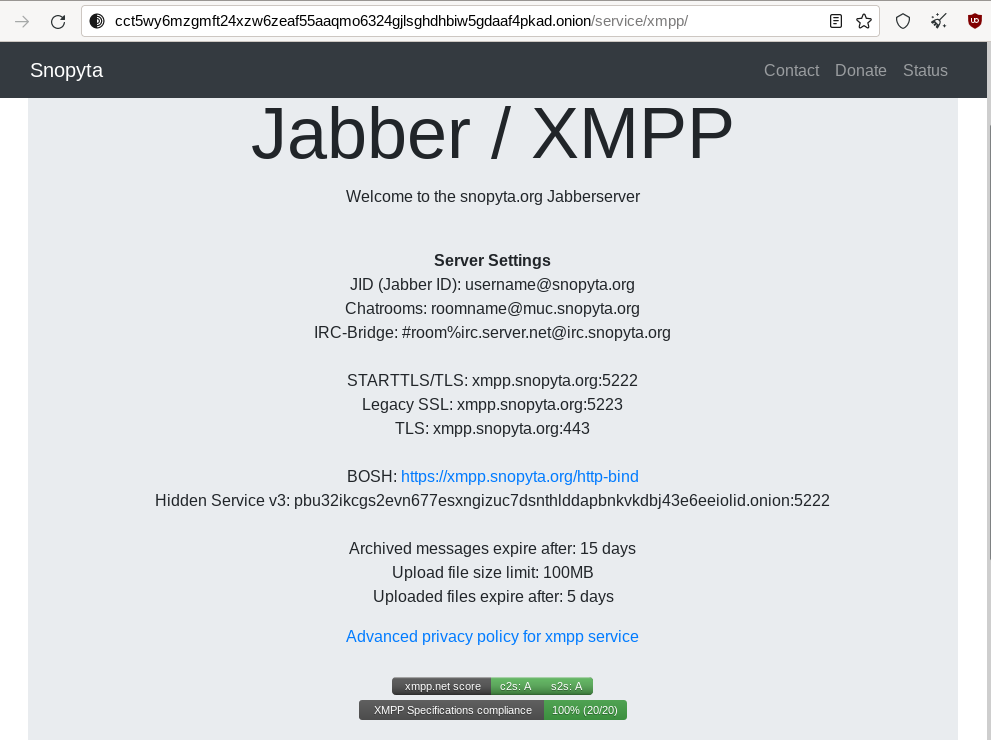 cct5wy6mzgmft24xzw6zeaf55aaqmo6324gjlsghdhbiw5gdaaf4pkad.onion/service/xmpp/
Snopyta Contact Donate Status
Jabber / XMPP
Welcome to the snopyta.org Jabberserver
Server Settings
JID (Jabber ID): username@snopyta.org
Chatrooms: roomname@muc.snopyta.org
IRC-Bridge: #room%irc.server.net@irc.snopyta.org
STARTTLS/TLS: xmpp.snopyta.org:5222
Legacy SSL: xmpp.snopyta.org:5223
TLS: xmpp.snopyta.org:443
BOSH: https://xmpp.snopyta.org/http-bind
Hidden Service v3: pbu32ikcgs2evn677esxngizuc7dsnthlddapbnkvkdbj43e6eeiolid.onion:5222
Archived messages expire after: 15 days
Upload file size limit: 100MB
Uploaded files expire after: 5 days
Advanced privacy policy for xmpp service
xmpp.net score c2s: A s2s: A
XMPP Specifications compliance 100% (20/20)